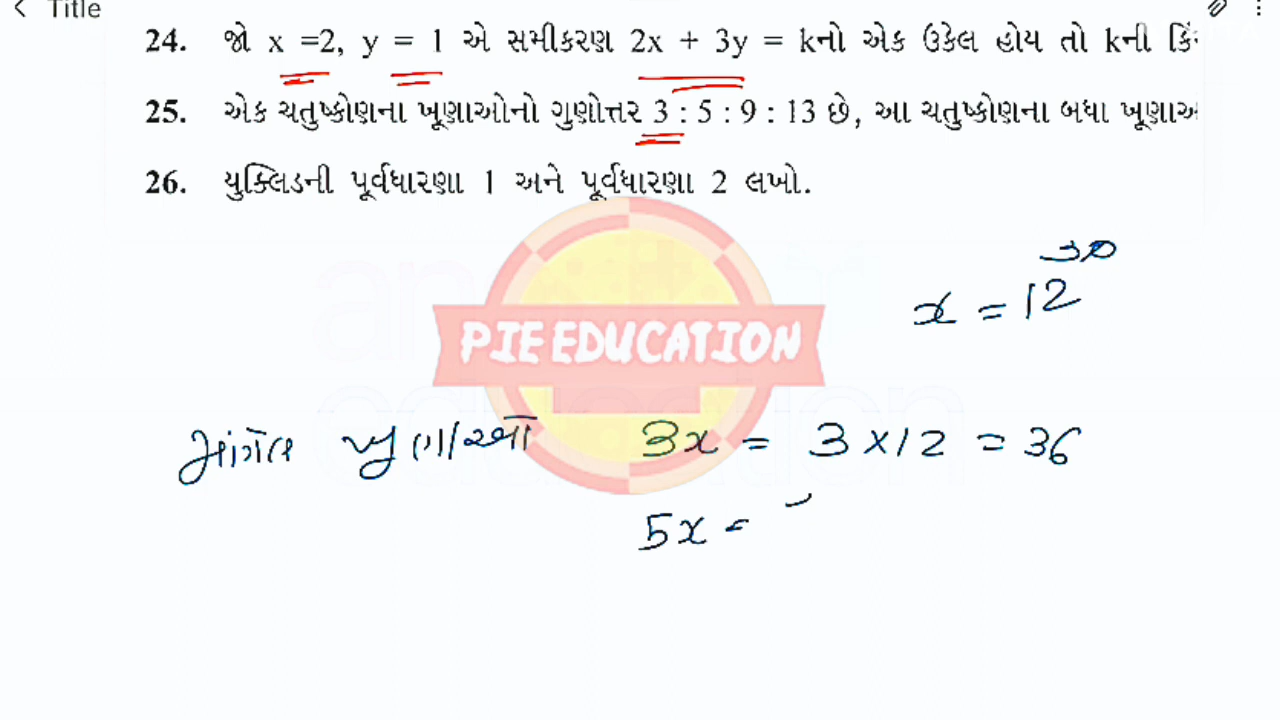 Title
24. જો x =2, y = 1 એ સમીકરણ 2x + 3y = kનો એક ઉકેલ હોય તો kની
25. એક ચતુષ્કોણના ખૂણાઓનો ગુણોત્તર 3 : 5 : 9 : 13 છે, આ ચતુષ્કોણના બધા
26. યુક્લિડની પૂર્વધારણા 1 અને પૂર્વધારણા 2 લખો.
x = 12
PIE EDUCATION
3x = 3 × 12 = 36
5x =